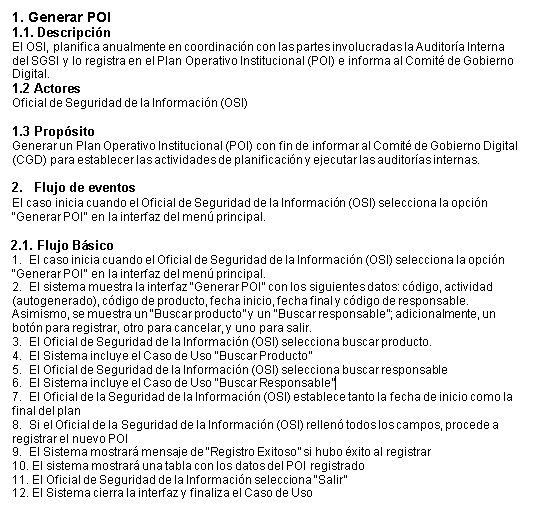 1. Generar POI
1.1. Descripción
El OSI, planifica anualmente en coordinación con las partes involucradas la Auditoría Interna
del SGSI y lo registra en el Plan Operativo Institucional (POI) e informa al Comité de Gobierno
Digital.
1.2 Actores
Oficial de Seguridad de la Información (OSI)
1.3 Propósito
Generar un Plan Operativo Institucional (POI) con fin de informar al Comité de Gobierno Digital
(CGD) para establecer las actividades de planificación y ejecutar las auditorías internas.
2. Flujo de eventos
El caso inicia cuando el Oficial de Seguridad de la Información (OSI) selecciona la opción
"Generar POI" en la interfaz del menú principal.
2.1. Flujo Básico
1. El caso inicia cuando el Oficial de Seguridad de la Información (OSI) selecciona la opción
"Generar POI" en la interfaz del menú principal.
2. El sistema muestra la interfaz "Generar POI" con los siguientes datos: código, actividad
(autogenerado), código de producto, fecha inicio, fecha final y código de responsable.
Asimismo, se muestra un "Buscar producto" y un "Buscar responsable"; adicionalmente, un
botón para registrar, otro para cancelar, y uno para salir.
3. El Oficial de Seguridad de la Información (OSI) selecciona buscar producto.
4. El Sistema incluye el Caso de Uso "Buscar Producto"
5. El Oficial de Seguridad de la Información (OSI) selecciona buscar responsable
6. El Sistema incluye el Caso de Uso "Buscar Responsable"
7. El Oficial de la Seguridad de la Información (OSI) establece tanto la fecha de inicio como la
final del plan
8. Si el Oficial de la Seguridad de la Información (OSI) rellenó todos los campos, procede a
registrar el nuevo POI
9. El Sistema mostrará mensaje de "Registro Exitoso" si hubo éxito al registrar
10. El sistema mostrará una tabla con los datos del POI registrado
11. El Oficial de Seguridad de la Información selecciona "Salir"
12. El Sistema cierra la interfaz y finaliza el Caso de Uso